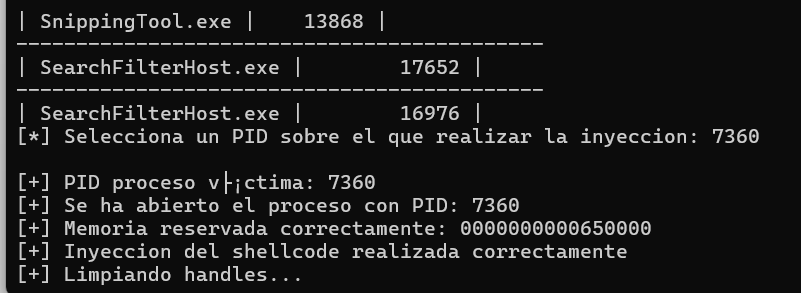 | SnippingTool.exe |    13868 |
--------------------------------------------
| SearchFilterHost.exe |        17652 |
--------------------------------------------
| SearchFilterHost.exe |        16976 |
[*] Selecciona un PID sobre el que realizar la inyeccion: 7360
[+] PID proceso v├¡ctima: 7360
[+] Se ha abierto el proceso con PID: 7360
[+] Memoria reservada correctamente: 0000000000650000
[+] Inyeccion del shellcode realizada correctamente
[+] Limpiando handles...